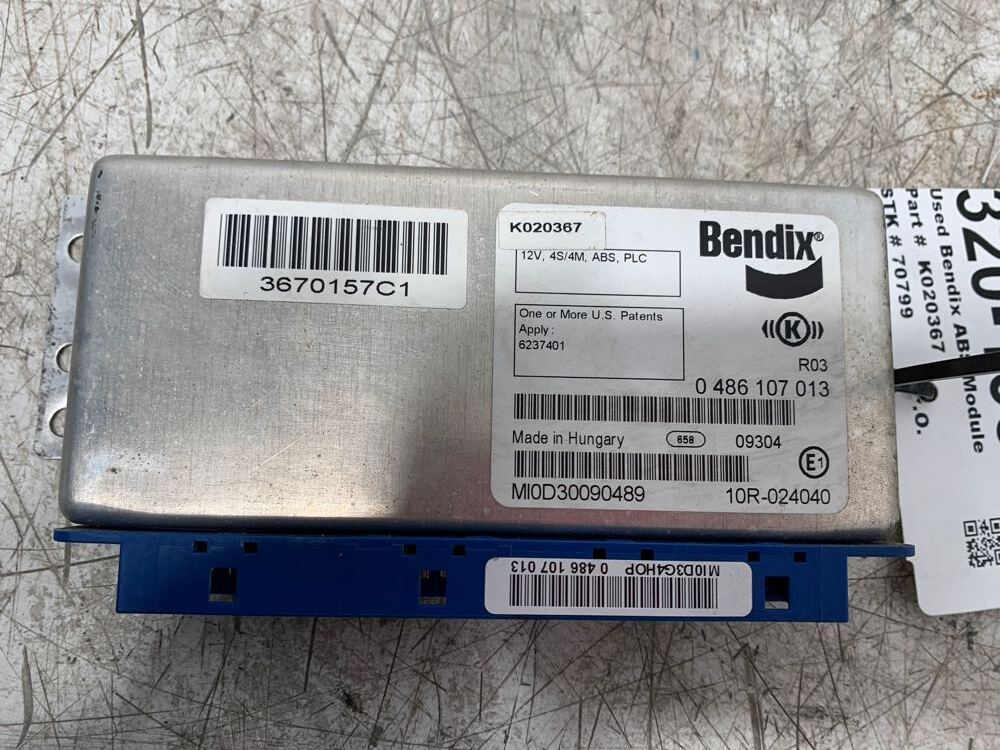 3670157C1
K020367
Bendix®
12V, 4S/4M, ABS, PLC
One or More U.S. Patents
Apply :
6237401
K
R03
0 486 107 013
Made in Hungary 658 09304
E1
MI0D30090489 10R-024040
MI0D3G4HOP 0 486 107 013
Used Bendix ABS Module
Part # K020367
STK # 70799